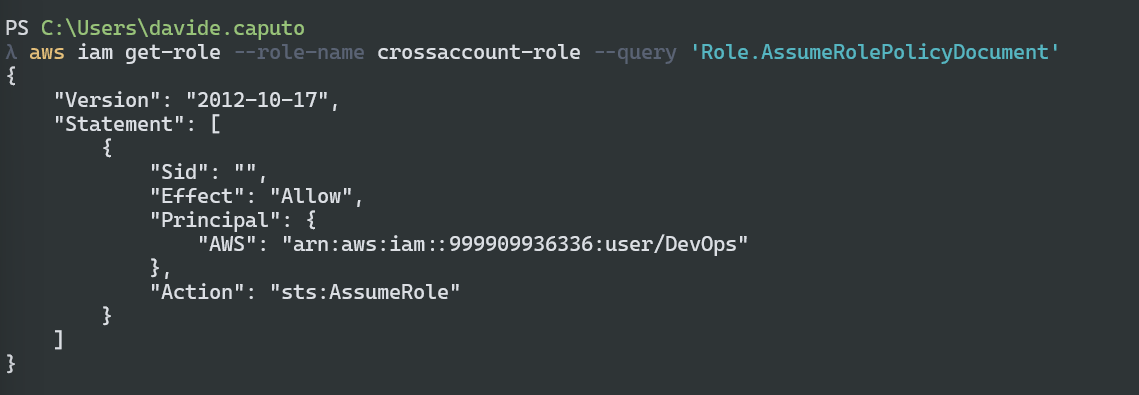 PS C:\Users\davide.caputo
λ aws iam get-role --role-name crossaccount-role --query 'Role.AssumeRolePolicyDocument'
{
    "Version": "2012-10-17",
    "Statement": [
        {
            "Sid": "",
            "Effect": "Allow",
            "Principal": {
                "AWS": "arn:aws:iam::999909936336:user/DevOps"
            },
            "Action": "sts:AssumeRole"
        }
    ]
}